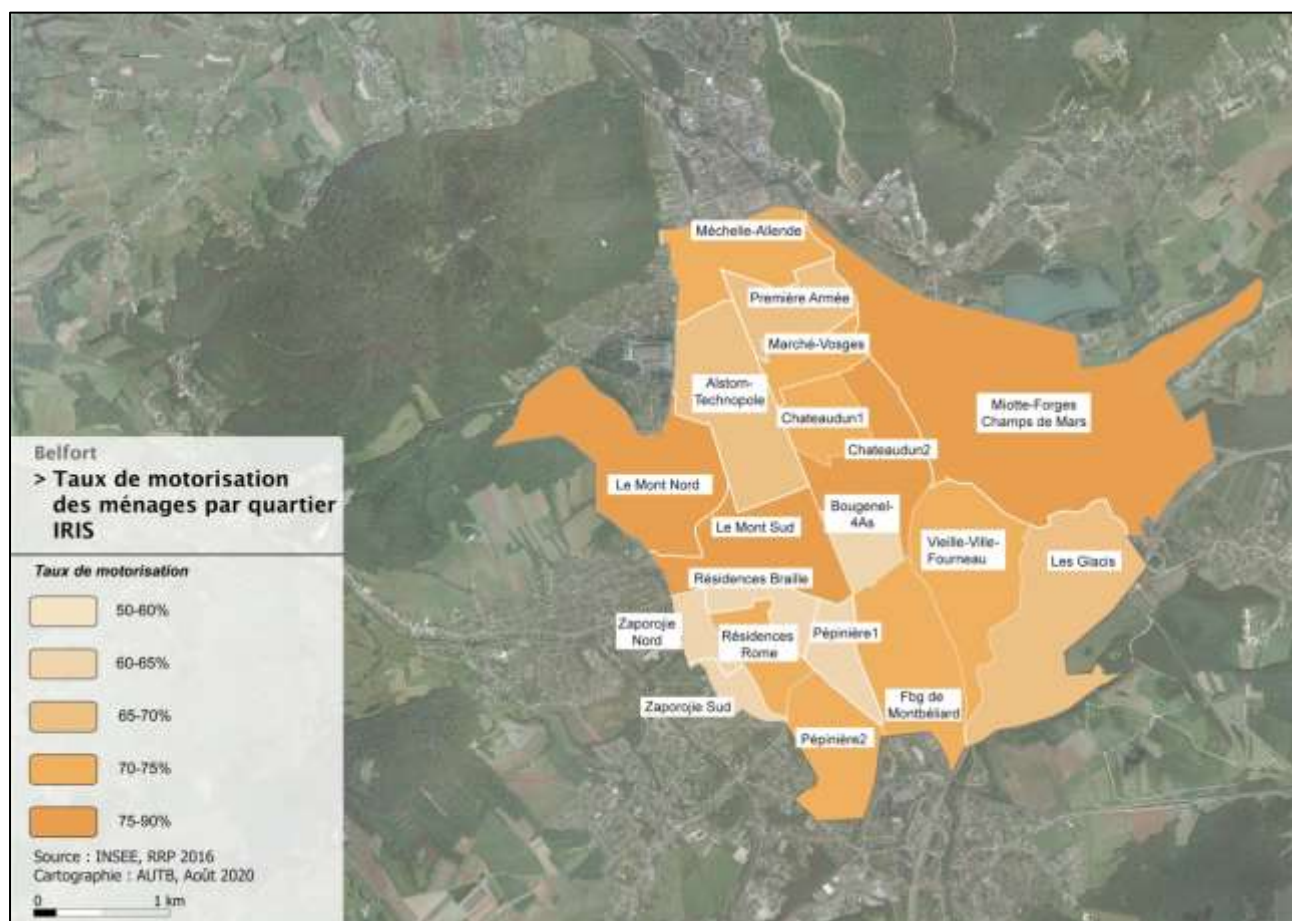 Méchelle-Allende
Première Armée
Marché-Vosges
Alstom-
Technopole
Chateaudun1
Miotte-Forges
Champs de Mars
Chateaudun2
Le Mont Nord
Bougenel-
4As
Le Mont Sud
Vieille-Ville-
Fourneau
Les Glacis
Résidences Braille
Zaporojie
Nord
Résidences
Rome
Pépinière1
Zaporojie Sud
Fbg de
Montbéliard
Pépinière2
Belfort
> Taux de motorisation
des ménages par quartier
IRIS
Taux de motorisation
50-60%
60-65%
65-70%
70-75%
75-90%
Source : INSEE, RRP 2016
Cartographie : AUTB, Août 2020
0 1 km